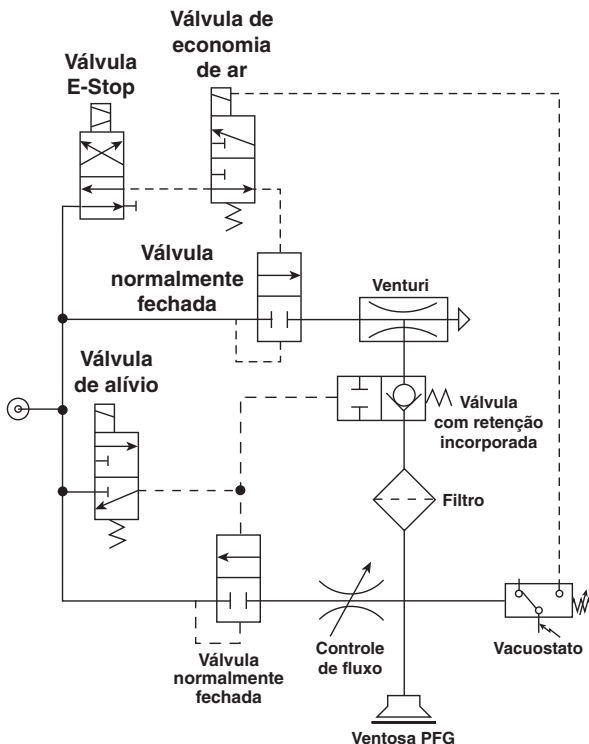 Válvula de
economia
de ar
Válvula
E-Stop
Válvula
normalmente
fechada
Venturi
Válvula
de alívio
Válvula
com retenção
incorporada
Filtro
Controle
de fluxo
Vacuostato
Válvula
normalmente
fechada
Ventosa PFG